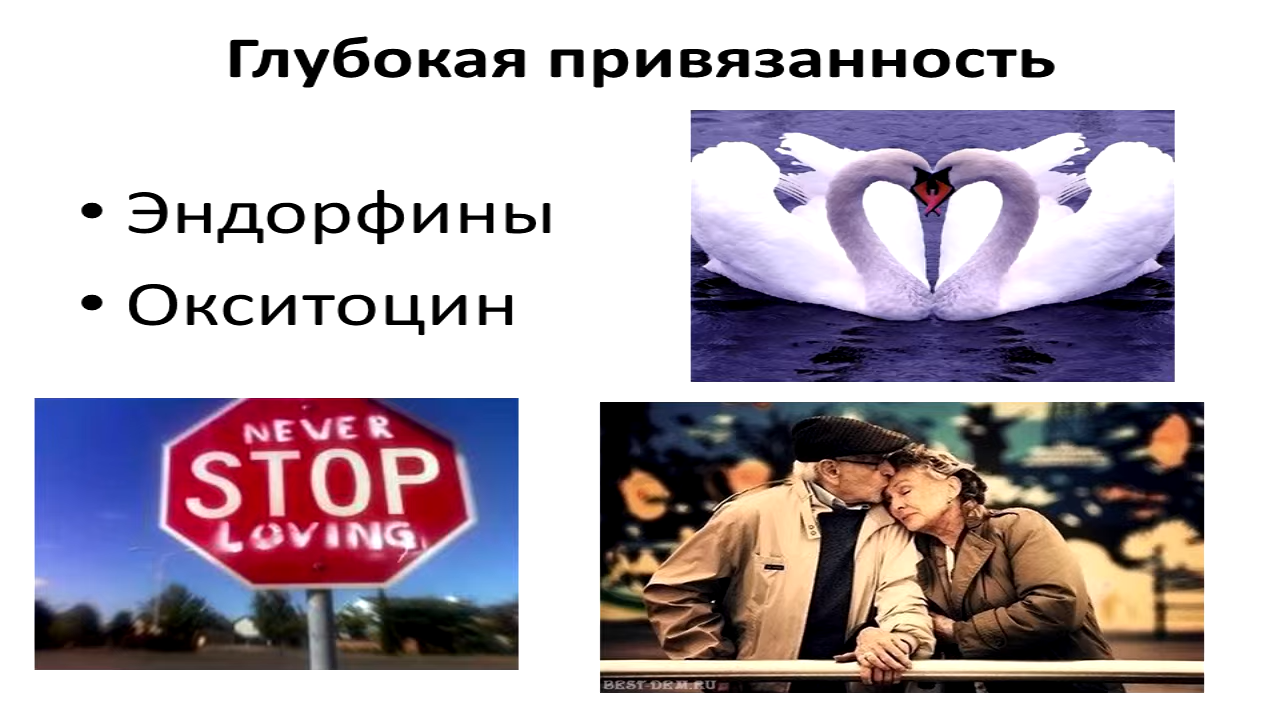 Глубокая привязанность
• Эндорфины
• Окситоцин
NEVER
STOP
LOVING
BEST-DEM.RU